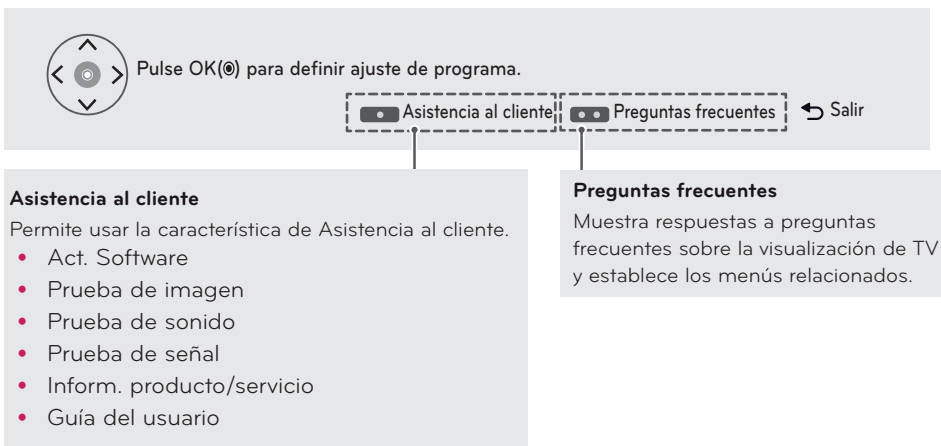 Pulse OK(◉) para definir ajuste de programa.
Asistencia al cliente
Preguntas frecuentes
Salir
Asistencia al cliente
Permite usar la característica de Asistencia al cliente.
• Act. Software
• Prueba de imagen
• Prueba de sonido
• Prueba de señal
• Inform. producto/servicio
• Guía del usuario
Preguntas frecuentes
Muestra respuestas a preguntas
frecuentes sobre la visualización de TV
y establece los menús relacionados.